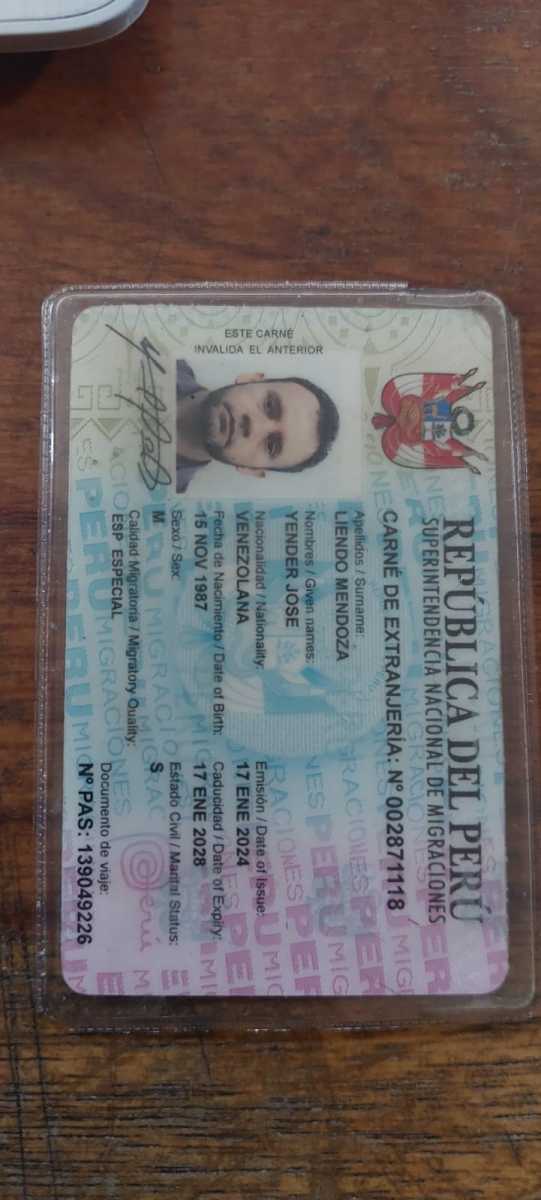 REPÚBLICA DEL PERÚ
SUPERINTENDENCIA NACIONAL DE MIGRACIONES
CARNÉ DE EXTRANJERIA: N° 002871118
ESTE CARNÉ
INVALIDA EL ANTERIOR
Apellidos / Surname:
LIENDO MENDOZA
Nombres / Given names:
YENDER JOSE
Nacionalidad / Nationality:
VENEZOLANA
Emisión / Date of Issue:
17 ENE 2024
Fecha de Nacimiento / Date of Birth:
15 NOV 1987
Caducidad / Date of Expiry:
17 ENE 2028
Sexo / Sex:
M
Estado Civil / Marital Status:
S
Calidad Migratoria / Migratory Quality:
ESP ESPECIAL
Documento de viaje:
N° PAS: 139049226